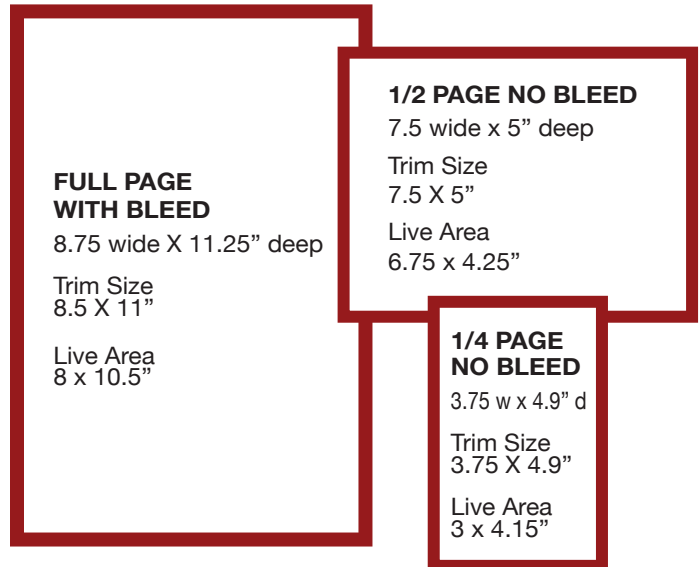 FULL PAGE
WITH BLEED
8.75 wide X 11.25” deep
Trim Size
8.5 X 11”
Live Area
8 x 10.5”
1/2 PAGE NO BLEED
7.5 wide x 5” deep
Trim Size
7.5 X 5”
Live Area
6.75 x 4.25”
1/4 PAGE
NO BLEED
3.75 w x 4.9” d
Trim Size
3.75 X 4.9”
Live Area
3 x 4.15”